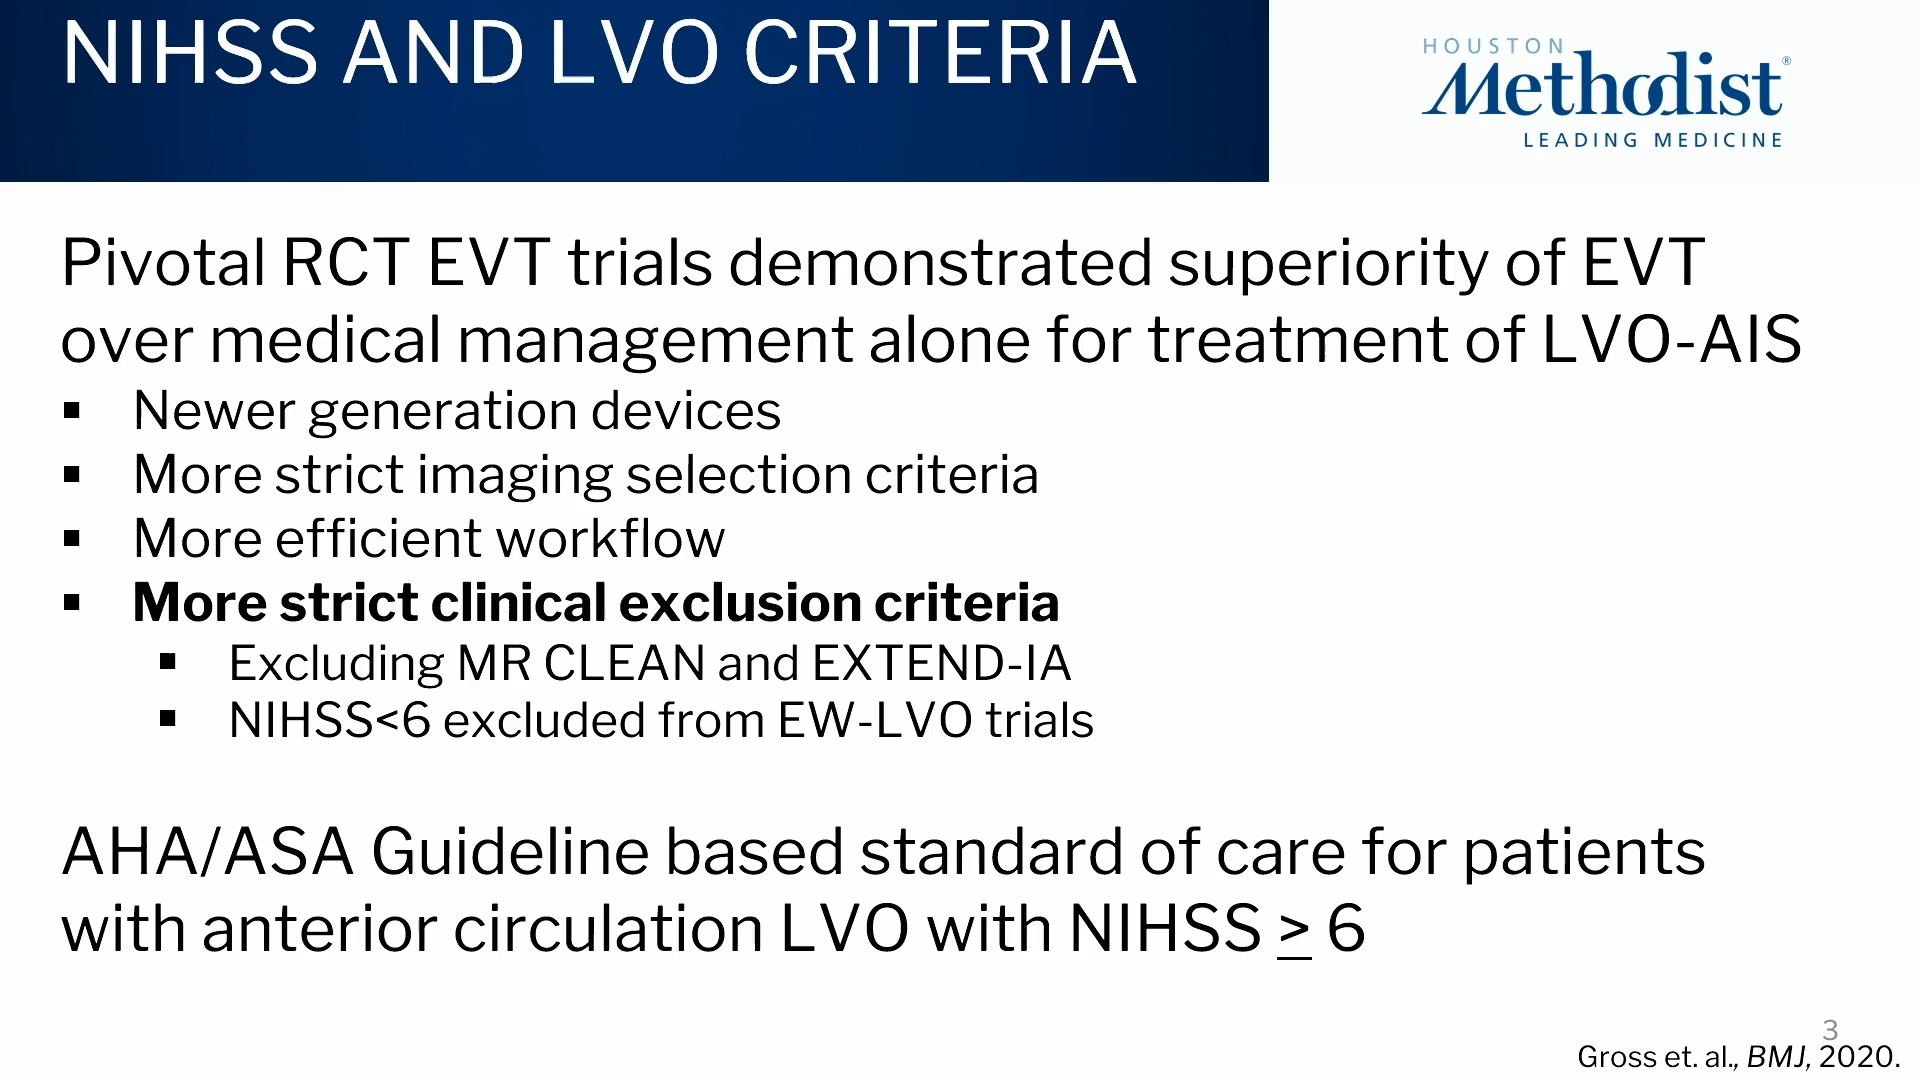 NIHSS AND LVO CRITERIA
HOUSTON
Methodist®
LEADING MEDICINE
Pivotal RCT EVT trials demonstrated superiority of EVT
over medical management alone for treatment of LVO-AIS
▪ Newer generation devices
▪ More strict imaging selection criteria
▪ More efficient workflow
▪ More strict clinical exclusion criteria
▪ Excluding MR CLEAN and EXTEND-IA
▪ NIHSS<6 excluded from EW-LVO trials
AHA/ASA Guideline based standard of care for patients
with anterior circulation LVO with NIHSS ≥ 6
3
Gross et. al., BMJ, 2020.